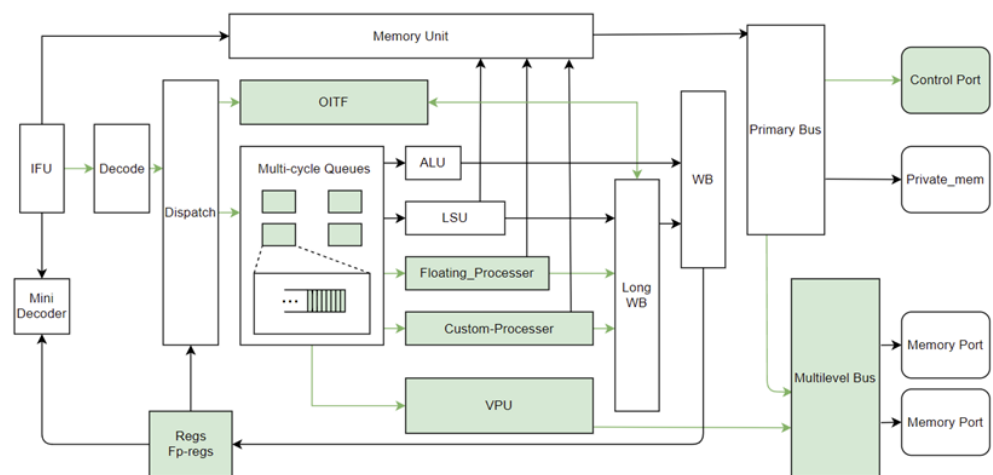 Memory Unit
Control Port
OITF
Primary Bus
IFU
Decode
Multi-cycle Queues
ALU
WB
Private_mem
Dispatch
LSU
Floating_Processer
Mini
Decoder
Long
WB
Custom-Processer
Memory Port
Multilevel Bus
VPU
Memory Port
Regs
Fp-regs